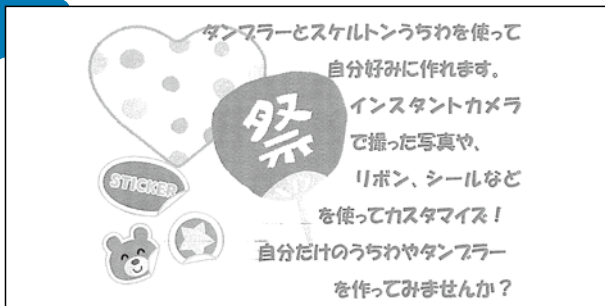 タンブラーとスケルトンうちわを使って
自分好みに作れます。
祭
インスタントカメラ
で撮った写真や、
STICKER
リボン、シールなど
を使ってカスタマイズ!
自分だけのうちわやタンブラー
を作ってみませんか?